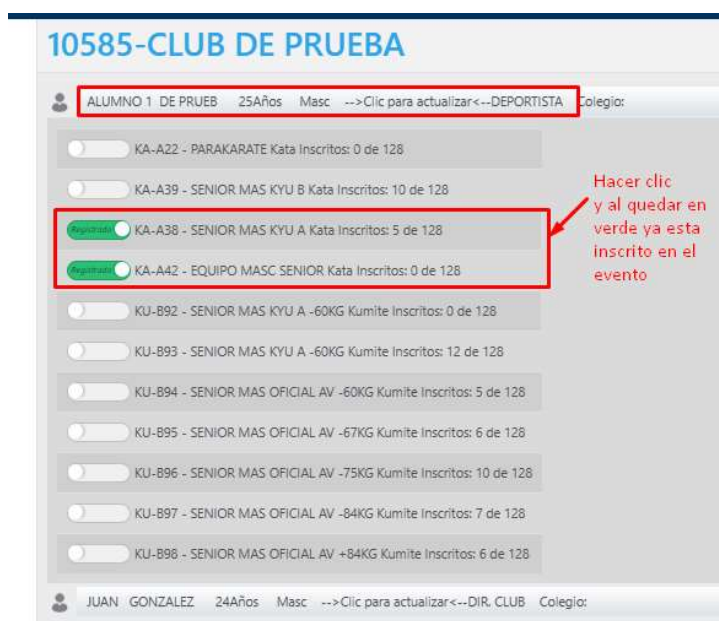 10585-CLUB DE PRUEBA
ALUMNO 1 DE PRUEB 25Años Masc -->Clic para actualizar<--DEPORTISTA Colegio:
KA-A22 - PARAKARATE Kata Inscritos: 0 de 128
KA-A39 - SENIOR MAS KYU B Kata Inscritos: 10 de 128
Registrado KA-A38 - SENIOR MAS KYU A Kata Inscritos: 5 de 128
Registrado KA-A42 - EQUIPO MASC SENIOR Kata Inscritos: 0 de 128
Hacer clic
y al quedar en
verde ya esta
inscrito en el
evento
KU-B92 - SENIOR MAS KYU A -60KG Kumite Inscritos: 0 de 128
KU-B93 - SENIOR MAS KYU A -60KG Kumite Inscritos: 12 de 128
KU-B94 - SENIOR MAS OFICIAL AV -60KG Kumite Inscritos: 5 de 128
KU-B95 - SENIOR MAS OFICIAL AV -67KG Kumite Inscritos: 6 de 128
KU-B96 - SENIOR MAS OFICIAL AV -75KG Kumite Inscritos: 10 de 128
KU-B97 - SENIOR MAS OFICIAL AV -84KG Kumite Inscritos: 7 de 128
KU-B98 - SENIOR MAS OFICIAL AV +84KG Kumite Inscritos: 6 de 128
JUAN GONZALEZ 24Años Masc -->Clic para actualizar<--DIR. CLUB Colegio: